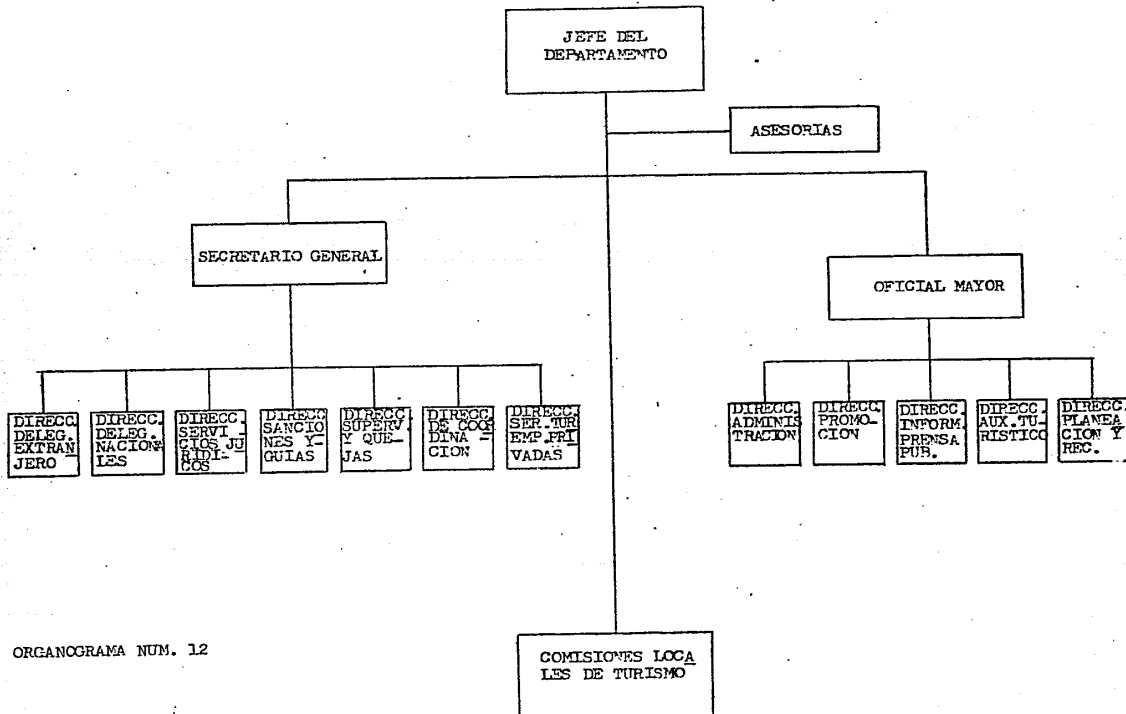 JEFE DEL
DEPARTAMENTO
ASESORIAS
SECRETARIO GENERAL
OFICIAL MAYOR
DIRECC.
DELEG.
EXTRAN
JERO
DIRECC.
DELEG.
NACIONA
LES
DIRECC
SERVI-
CIOS JU
RIDI-
COS
DIRECC
SANCIO
NES Y-
GUIAS
DIRECC.
SUPERV.
Y QUE-
JAS
DIRECC.
DE COOR
DINA -
CION
DIRECC.
SER.TUR
EMP.PRI
VADAS
DIRECC.
ADMINIS
TRACION
DIRECC.
PROMO-
CION
DIRECC.
INFORM.
PRENSA
PUB.
DIRECC.
AUX.TU-
RISTICO
DIRECC.
PLANEA
CION Y
REC.
ORGANOGRAMA NUM. 12
COMISIONES LOCA
LES DE TURISMO